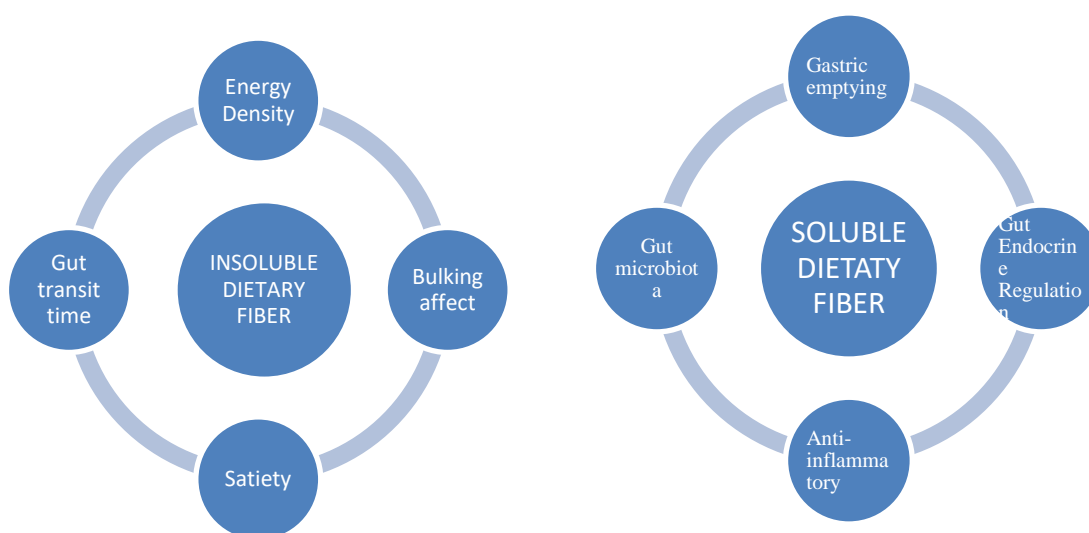 Energy
Density
Gut
transit
time
INSOLUBLE
DIETARY
FIBER
Bulking
affect
Satiety
Gastric
emptying
Gut
microbiot
a
SOLUBLE
DIETATY
FIBER
Gut
Endocrin
e
Regulatio
n
Anti-
inflamma
tory